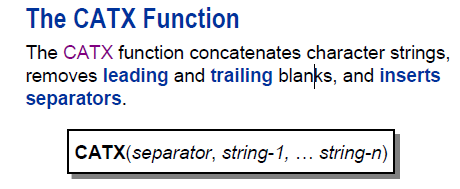 The CATX Function
The CATX function concatenates character strings,
removes leading and trailing blanks, and inserts
separators.
CATX(separator, string-1, … string-n)